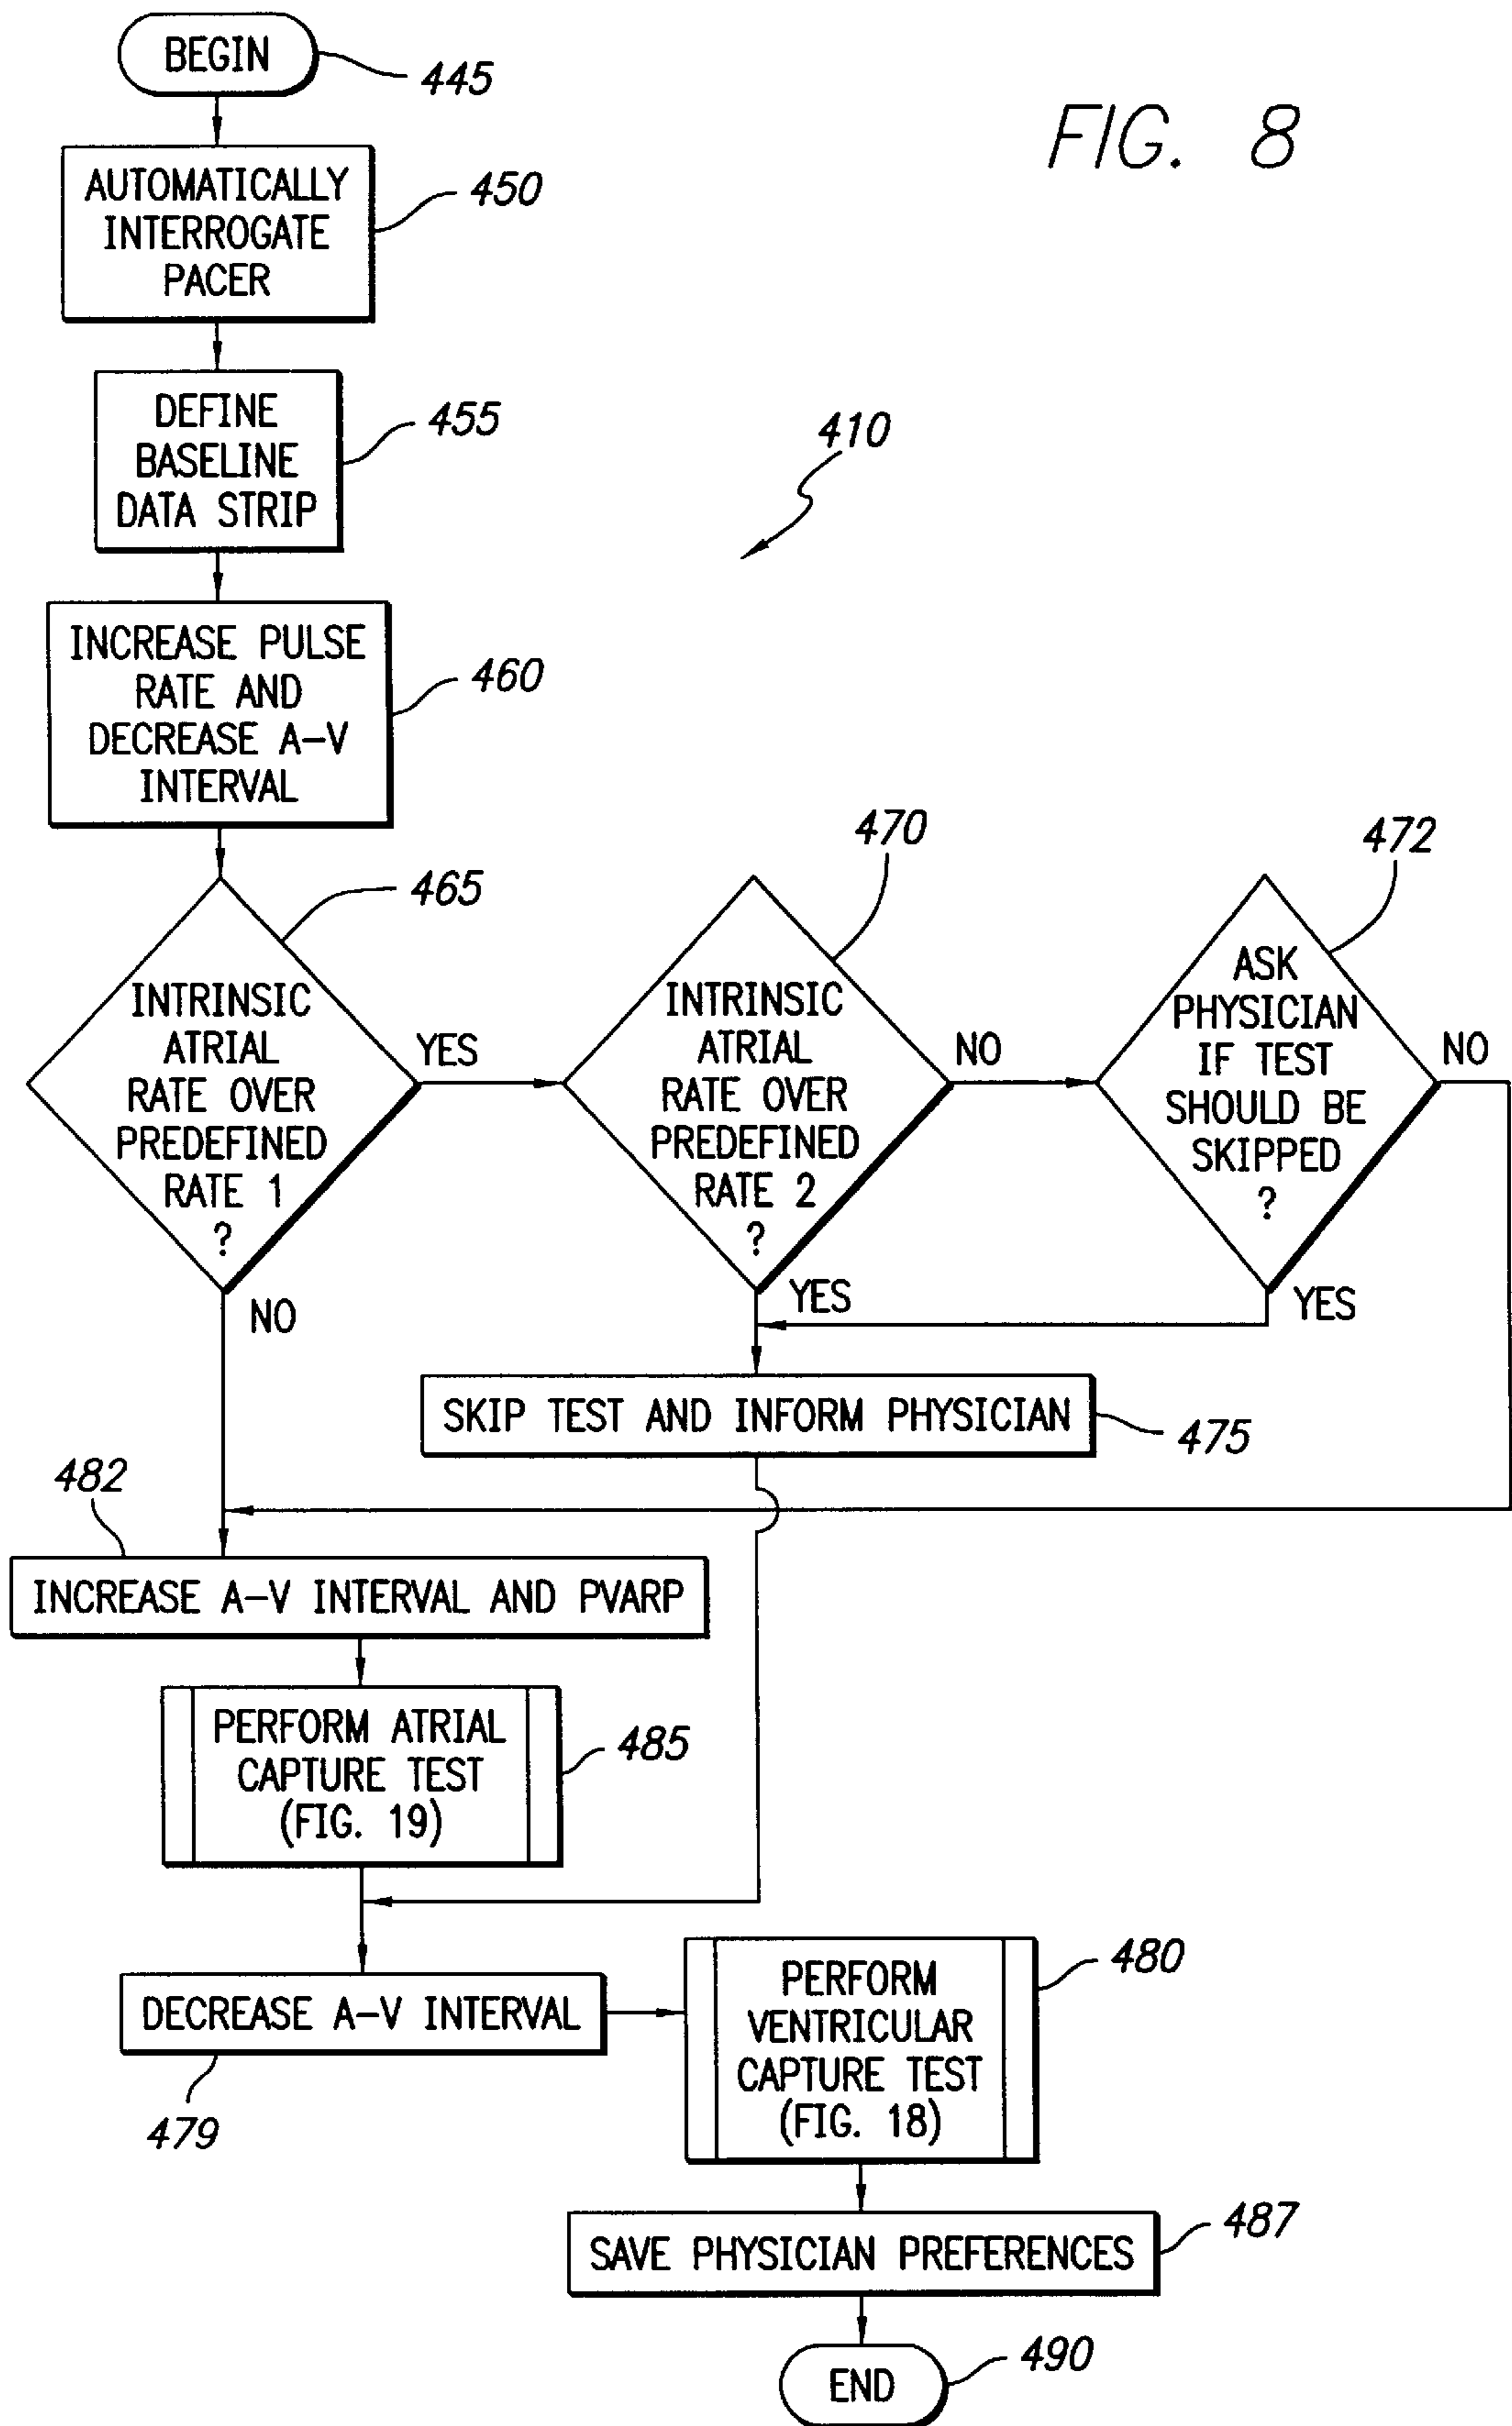 BEGIN
445
FIG. 8
AUTOMATICALLY
INTERROGATE
PACER
450
DEFINE
BASELINE
DATA STRIP
455
410
INCREASE PULSE
RATE AND
DECREASE A-V
INTERVAL
460
465
INTRINSIC
ATRIAL
RATE OVER
PREDEFINED
RATE 1
?
YES
NO
470
INTRINSIC
ATRIAL
RATE OVER
PREDEFINED
RATE 2
?
NO
YES
472
ASK
PHYSICIAN
IF TEST
SHOULD BE
SKIPPED
?
NO
YES
SKIP TEST AND INFORM PHYSICIAN
475
482
INCREASE A-V INTERVAL AND PVARP
PERFORM ATRIAL
CAPTURE TEST
(FIG. 19)
485
DECREASE A-V INTERVAL
479
PERFORM
VENTRICULAR
CAPTURE TEST
(FIG. 18)
480
SAVE PHYSICIAN PREFERENCES
487
END
490